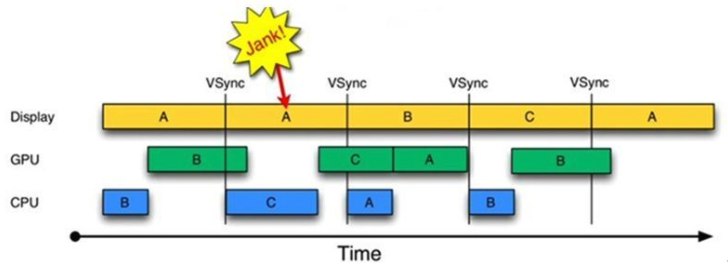 Jank!
VSync VSync VSync VSync
Display A A B C A
GPU B C A B
CPU B C A B
Time